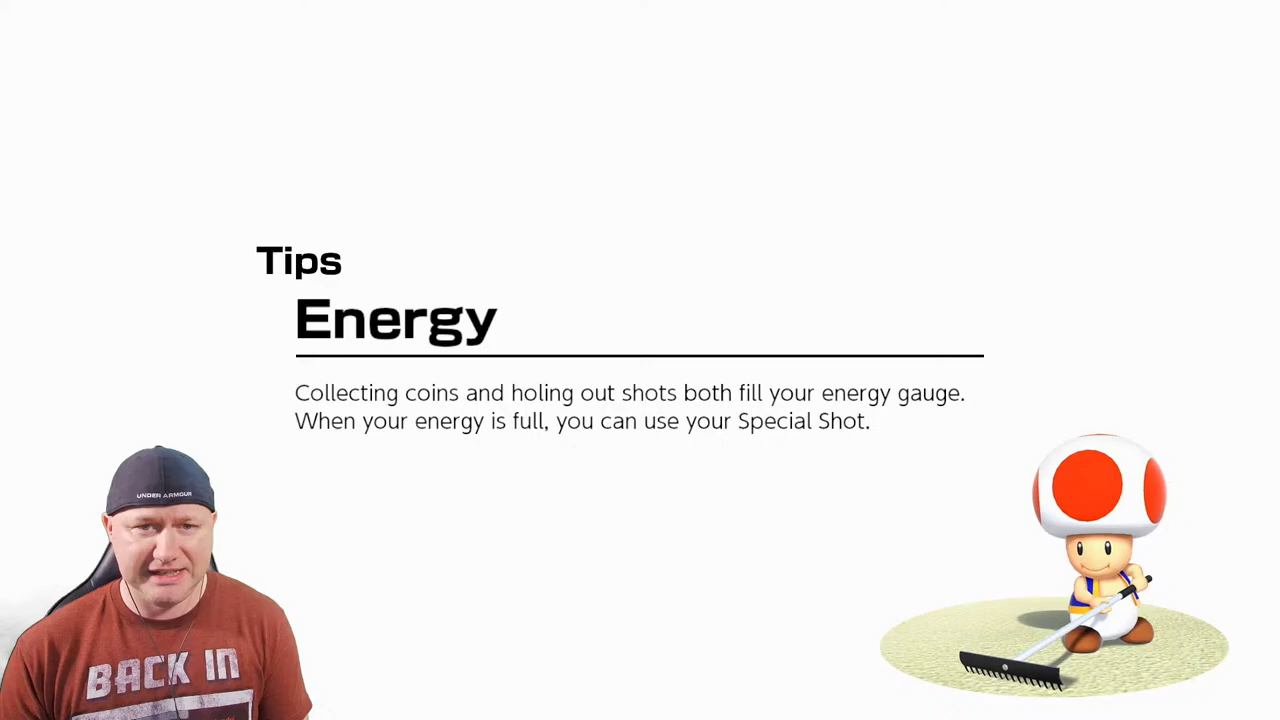 Tips
Energy
Collecting coins and holing out shots both fill your energy gauge.
When your energy is full, you can use your Special Shot.
UNDER ARMOUR
BACK IN